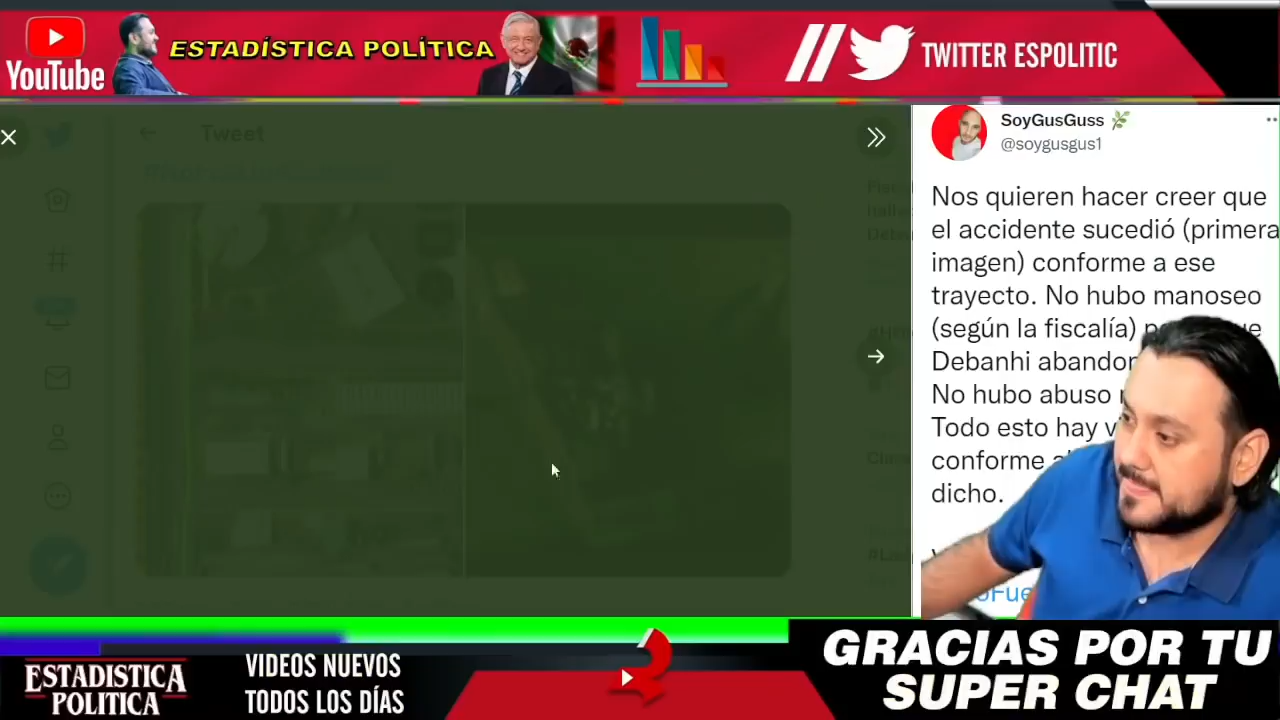 YouTube
ESTADÍSTICA POLÍTICA
TWITTER ESPOLITIC
Tweet
SoyGusGuss
@soygusgus1
Nos quieren hacer creer que
el accidente sucedió (primera
imagen) conforme a ese
trayecto. No hubo manoseo
(según la fiscalía)
Debanhi
No hubo abuso
Todo esto hay
conforme
dicho.
ESTADISTICA
POLITICA
VIDEOS NUEVOS
TODOS LOS DÍAS
GRACIAS POR TU
SUPER CHAT